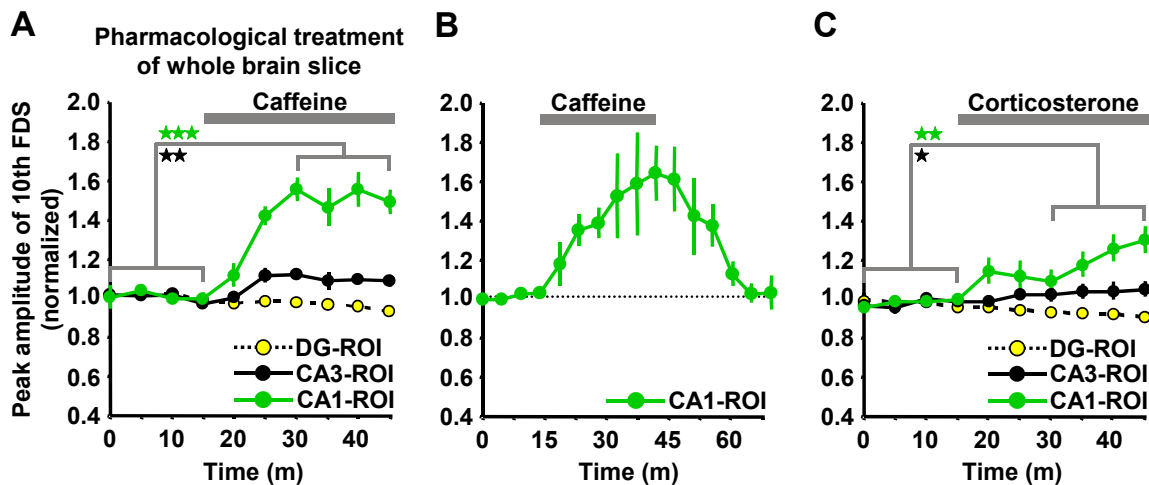 A
Pharmacological treatment
of whole brain slice
B
C
Peak amplitude of 10th FDS
(normalized)
2.0
1.8
1.6
1.4
1.2
1.0
0.8
0.6
0.4
Caffeine
★★★
★★
DG-ROI
CA3-ROI
CA1-ROI
0 10 20 30 40
Time (m)
2.0
1.8
1.6
1.4
1.2
1.0
0.8
0.6
0.4
Caffeine
CA1-ROI
0 15 30 45 60
Time (m)
2.0
1.8
1.6
1.4
1.2
1.0
0.8
0.6
0.4
Corticosterone
★★
★
DG-ROI
CA3-ROI
CA1-ROI
0 10 20 30 40
Time (m)